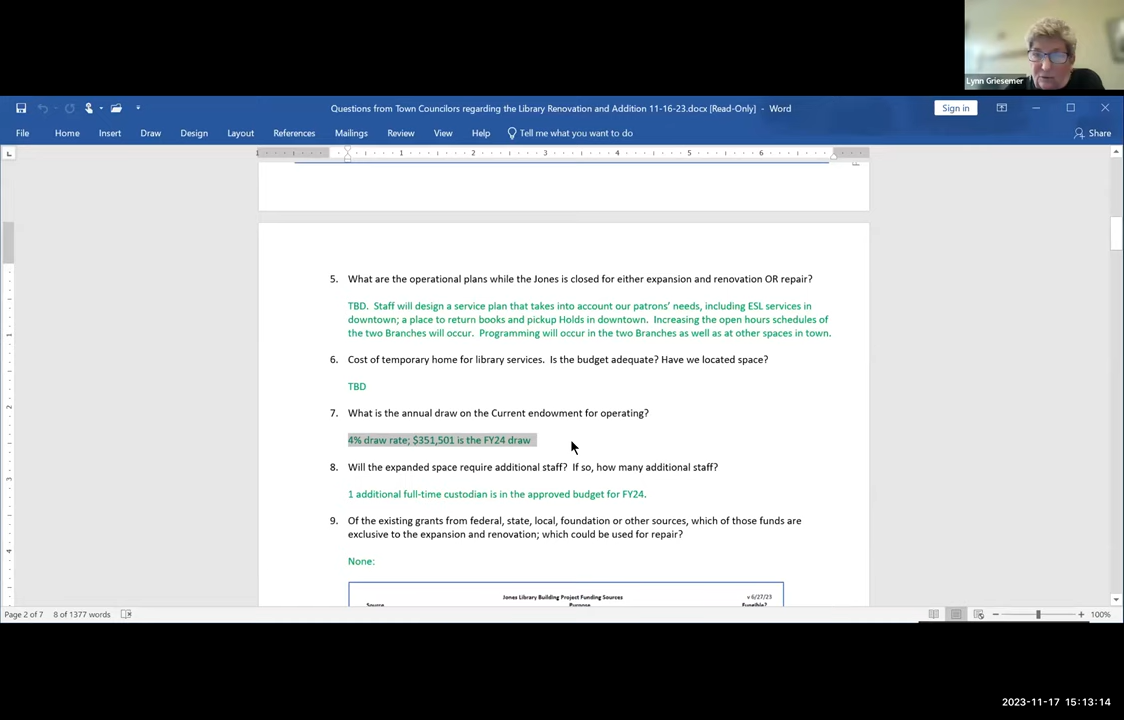 Lynn Griesemer
Questions from Town Councilors regarding the Library Renovation and Addition 11-16-23.docx [Read-Only] - Word
Sign in
File Home Insert Draw Design Layout References Mailings Review View Help Tell me what you want to do Share
1 1 2 3 4 5 6
5. What are the operational plans while the Jones is closed for either expansion and renovation OR repair?
TBD. Staff will design a service plan that takes into account our patrons' needs, including ESL services in
downtown; a place to return books and pickup Holds in downtown. Increasing the open hours schedules of
the two Branches will occur. Programming will occur in the two Branches as well as at other spaces in town.
6. Cost of temporary home for library services. Is the budget adequate? Have we located space?
TBD
7. What is the annual draw on the Current endowment for operating?
4% draw rate; $351,501 is the FY24 draw
8. Will the expanded space require additional staff? If so, how many additional staff?
1 additional full-time custodian is in the approved budget for FY24.
9. Of the existing grants from federal, state, local, foundation or other sources, which of those funds are
exclusive to the expansion and renovation; which could be used for repair?
None:
Jones Library Building Project Funding Sources v 6/27/23
Source Purpose Fungible?
Page 2 of 7 8 of 1377 words 100%
2023-11-17 15:13:14